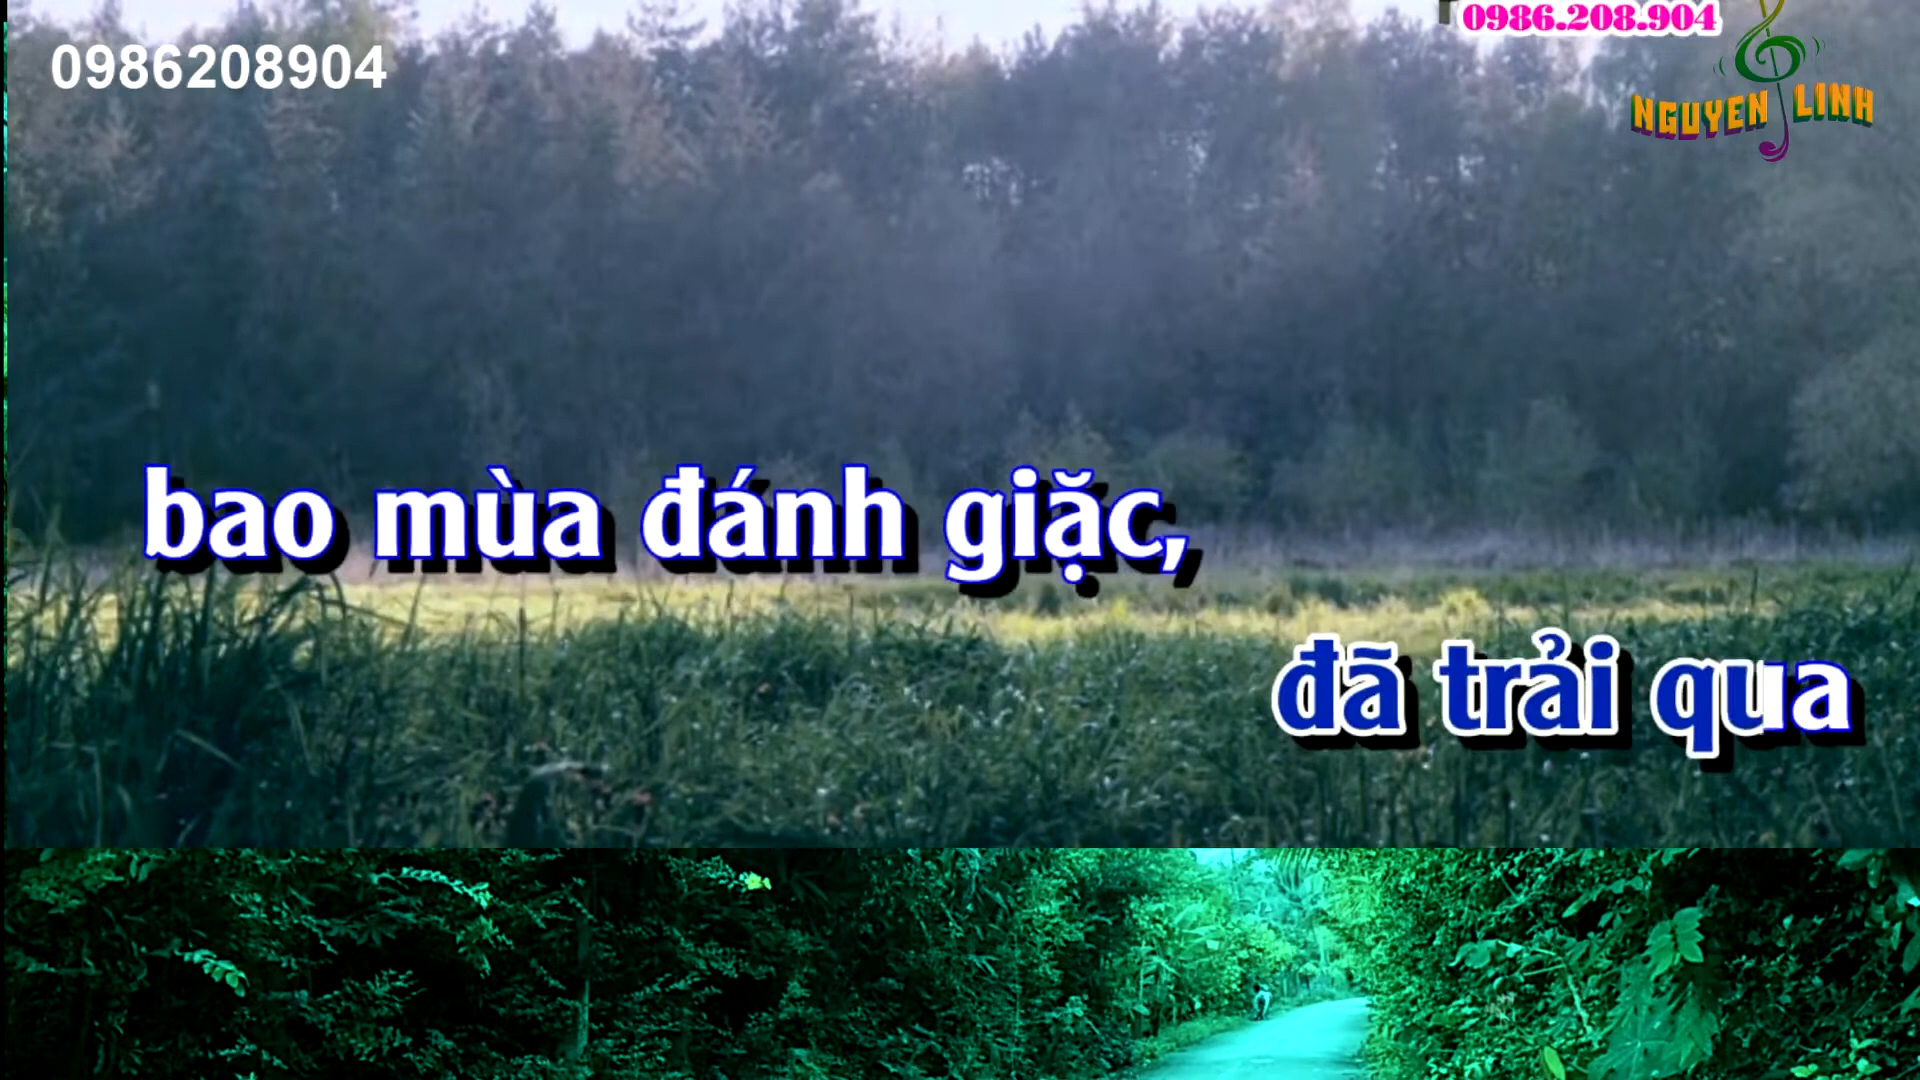 0986.208.904
0986208904
NGUYEN LINH
bao mùa đánh giặc,
đã trải qua